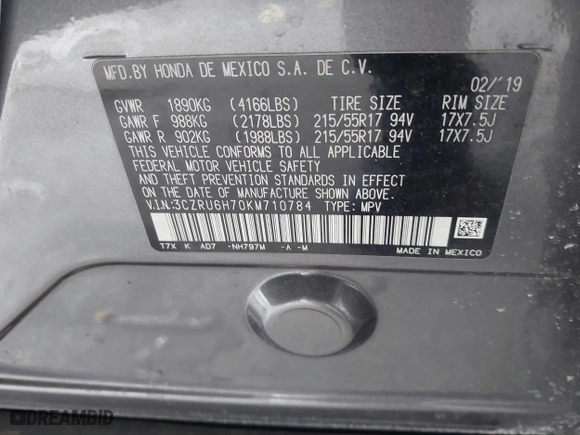 MFD.BY HONDA DE MEXICO S.A. DE C.V.
02/'19
GVWR 1890KG (4166LBS) TIRE SIZE RIM SIZE
GAWR F 988KG (2178LBS) 215/55R17 94V 17X7.5J
GAWR R 902KG (1988LBS) 215/55R17 94V 17X7.5J
THIS VEHICLE CONFORMS TO ALL APPLICABLE
FEDERAL MOTOR VEHICLE SAFETY
AND THEFT PREVENTION STANDARDS IN EFFECT
ON THE DATE OF MANUFACTURE SHOWN ABOVE.
V.I.N:3CZRU6H70KM710784 TYPE: MPV
T7X K AD7 -NH797M -A -M MADE IN MEXICO
DREAMBID